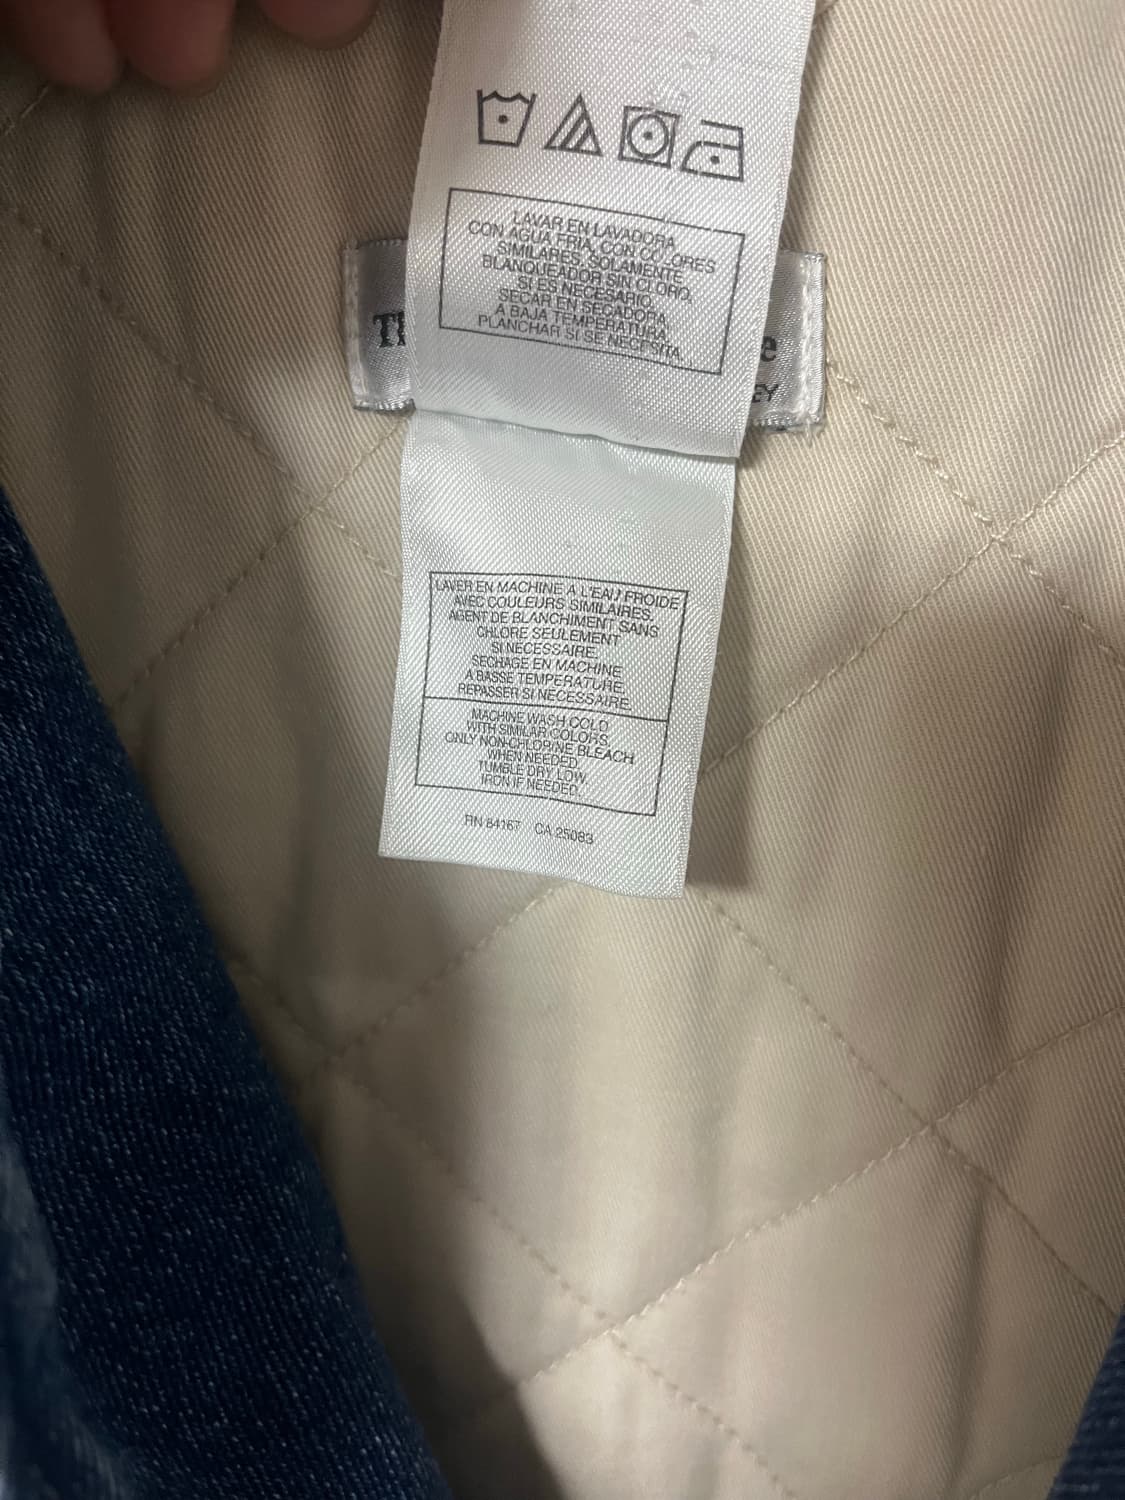 LAVAR EN LAVADORA,
CON AGUA FRIA, CON COLORES
SIMILARES, SOLAMENTE
BLANQUEADOR SIN CLORO,
SI ES NECESARIO.
SECAR EN SECADORA
A BAJA TEMPERATURA.
PLANCHAR SI SE NECESITA.
LAVER EN MACHINE A L'EAU FROIDE
AVEC COULEURS SIMILAIRES.
AGENT DE BLANCHIMENT SANS
CHLORE SEULEMENT
SI NECESSAIRE.
SECHAGE EN MACHINE
A BASSE TEMPERATURE.
REPASSER SI NECESSAIRE.
MACHINE WASH COLD
WITH SIMILAR COLORS
ONLY NON-CHLORINE BLEACH
WHEN NEEDED.
TUMBLE DRY LOW,
IRON IF NEEDED.
RN 84167 CA 25083